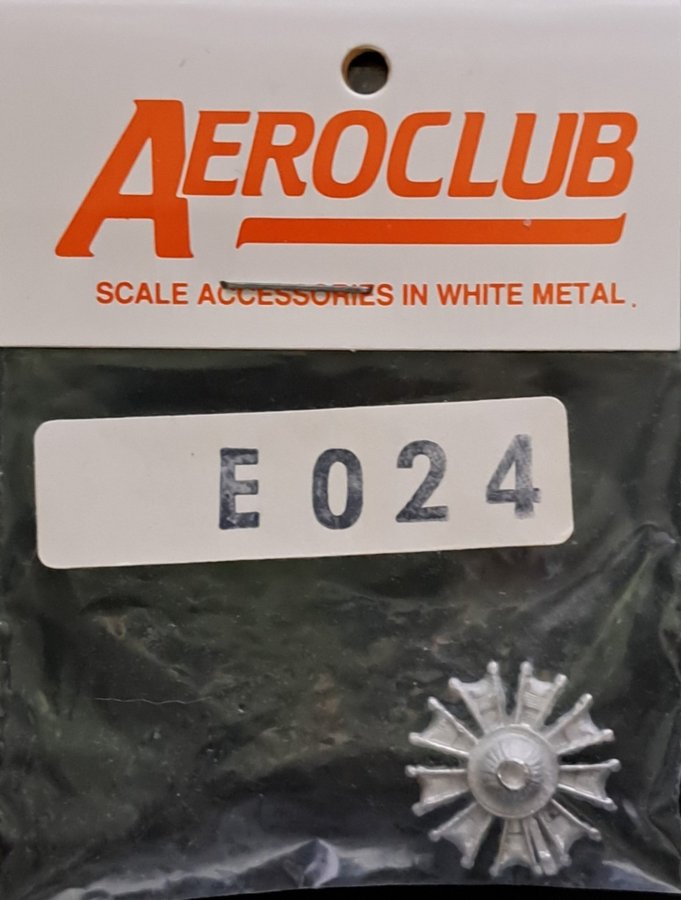 AEROCLUB
SCALE ACCESSORIES IN WHITE METAL.
E 024